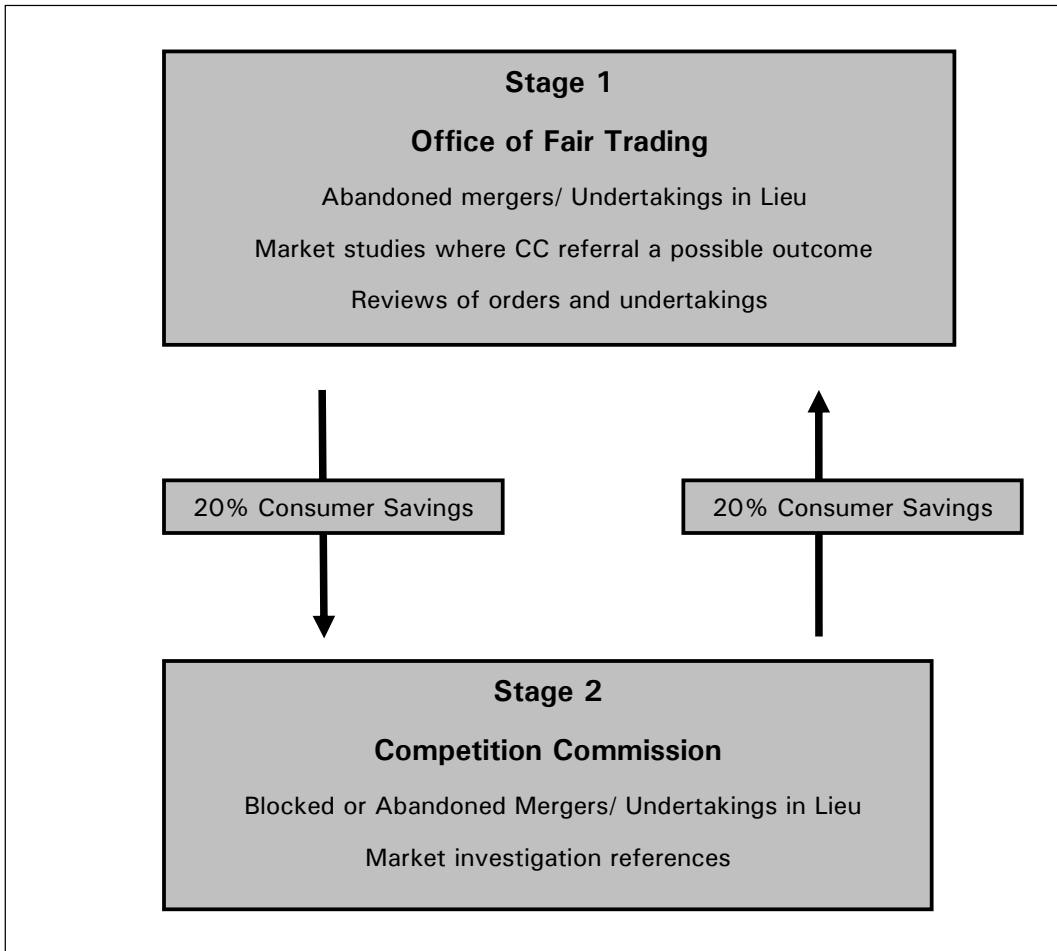 Stage 1
Office of Fair Trading
Abandoned mergers/ Undertakings in Lieu
Market studies where CC referral a possible outcome
Reviews of orders and undertakings
20% Consumer Savings
20% Consumer Savings
Stage 2
Competition Commission
Blocked or Abandoned Mergers/ Undertakings in Lieu
Market investigation references